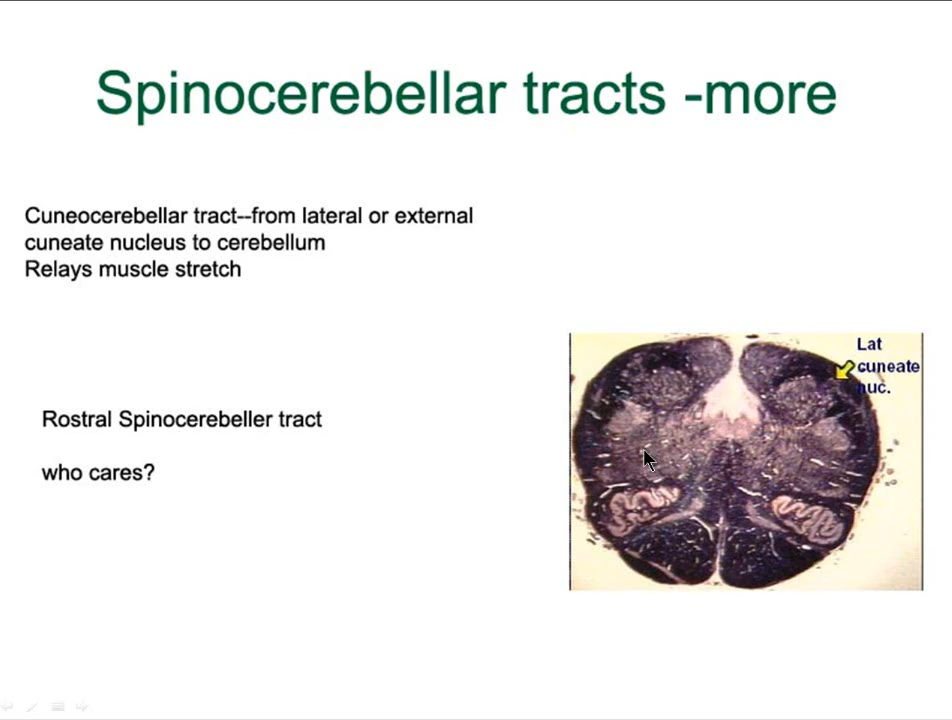 Spinocerebellar tracts -more
Cuneocerebellar tract--from lateral or external
cuneate nucleus to cerebellum
Relays muscle stretch
Lat
cuneate
nuc.
Rostral Spinocerebeller tract
who cares?